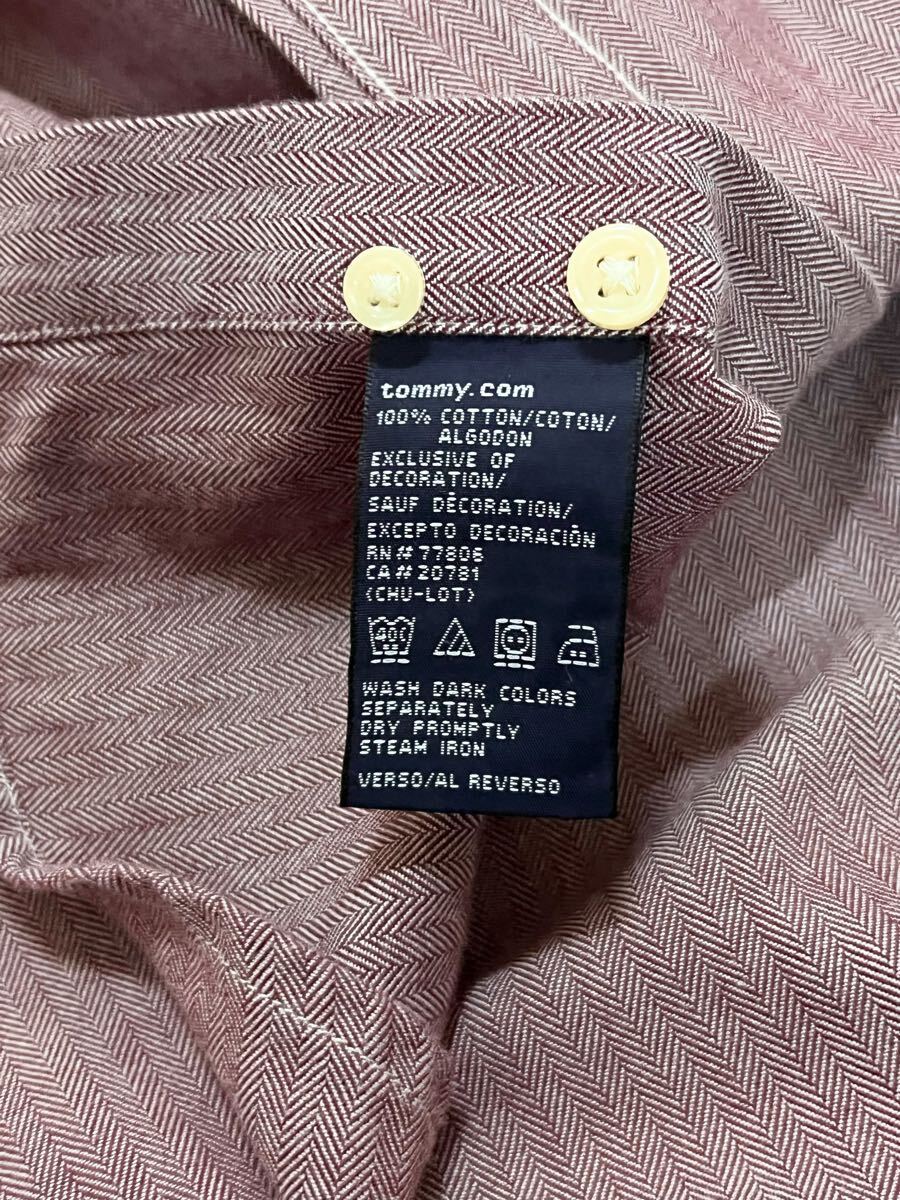 tommy.com
100% COTTON/COTON/
ALGODON
EXCLUSIVE OF
DECORATION/
SAUF DÉCORATION/
EXCEPTO DECORACIÓN
RN# 77806
CA# 20781
(CHU-LOT)
40C
WASH DARK COLORS
SEPARATELY
DRY PROMPTLY
STEAM IRON
VERSO/AL REVERSO